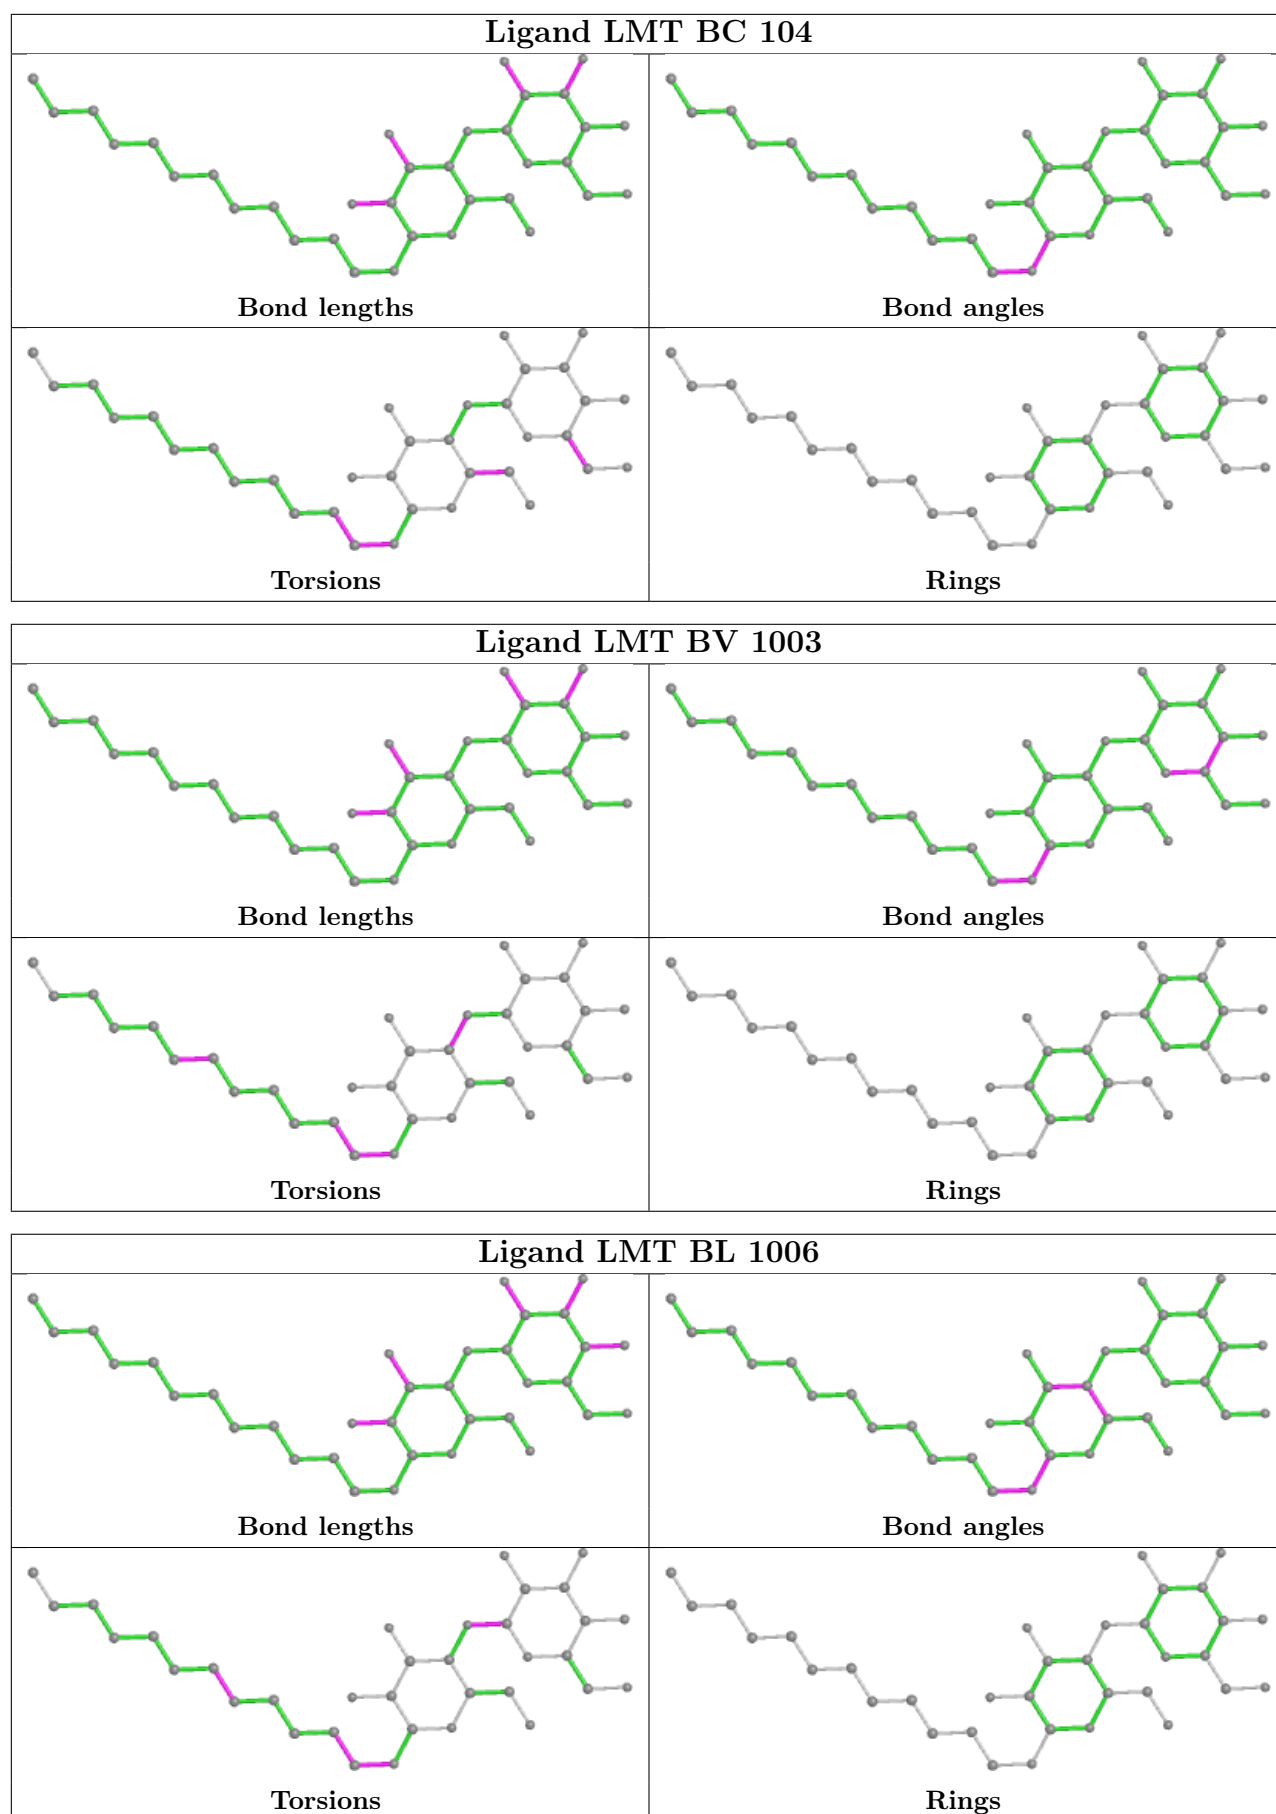 Ligand LMT BC 104
Bond lengths
Bond angles
Torsions
Rings
Ligand LMT BV 1003
Bond lengths
Bond angles
Torsions
Rings
Ligand LMT BL 1006
Bond lengths
Bond angles
Torsions
Rings